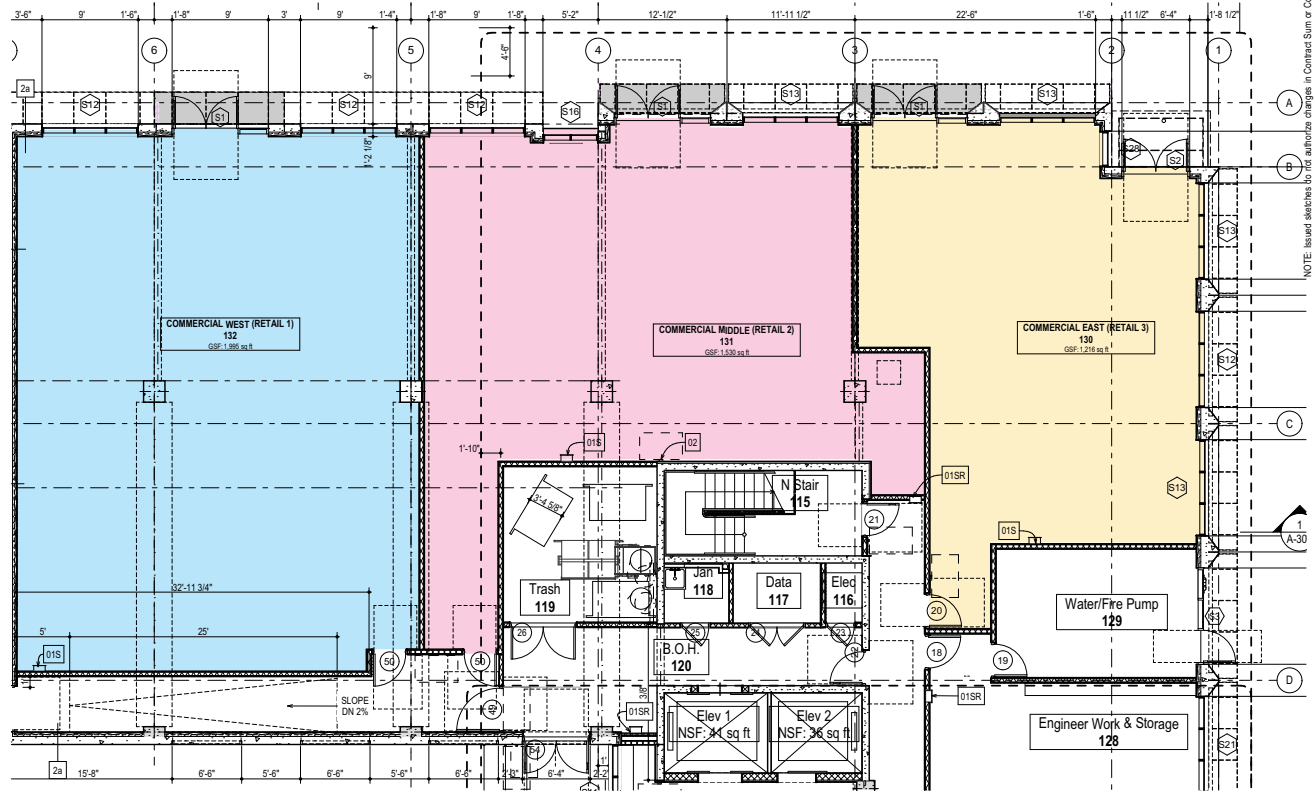 3'-6"
9'
1'-6"
1'-8"
9'
3'
9'
1'-4"
1'-8"
9'
1'-8"
5'-2"
12'-1/2"
11'-11 1/2"
22'-6"
1'-6"
11 1/2"
6'-4"
1'-8 1/2"
6
5
4
3
2
1
9'
4'-6"
2a
S12
S1
S12
S12
S16
S1
S13
S1
S13
A
1'-2 1/8"
S28
S2
B
NOTE: Issued sketches do not authorize changes in Contract Sum or Co
S13
COMMERCIAL WEST (RETAIL 1)
132
GSF: 1,995 sq ft
COMMERCIAL MIDDLE (RETAIL 2)
131
GSF: 1,530 sq ft
COMMERCIAL EAST (RETAIL 3)
130
GSF: 1,216 sq ft
S12
C
1'-10"
01S
02
01SR
S13
N Stair
115
3'-4 5/8"
21
01S
1
A-30
32'-11 3/4"
Trash
119
Jan
118
Data
117
Elec
116
Water/Fire Pump
129
20
S3
5'
25'
26
25
24
23
22
B.O.H.
120
18
19
01S
50
50
D
SLOPE
DN 2%
49
3/8"
01SR
01SR
Elev 1
NSF: 41 sq ft
Elev 2
NSF: 36 sq ft
Engineer Work & Storage
128
S21
54
2a
1'
15'-8"
6'-6"
5'-6"
6'-6"
5'-6"
6'-6"
2'-3"
6'-4"
2'-2"